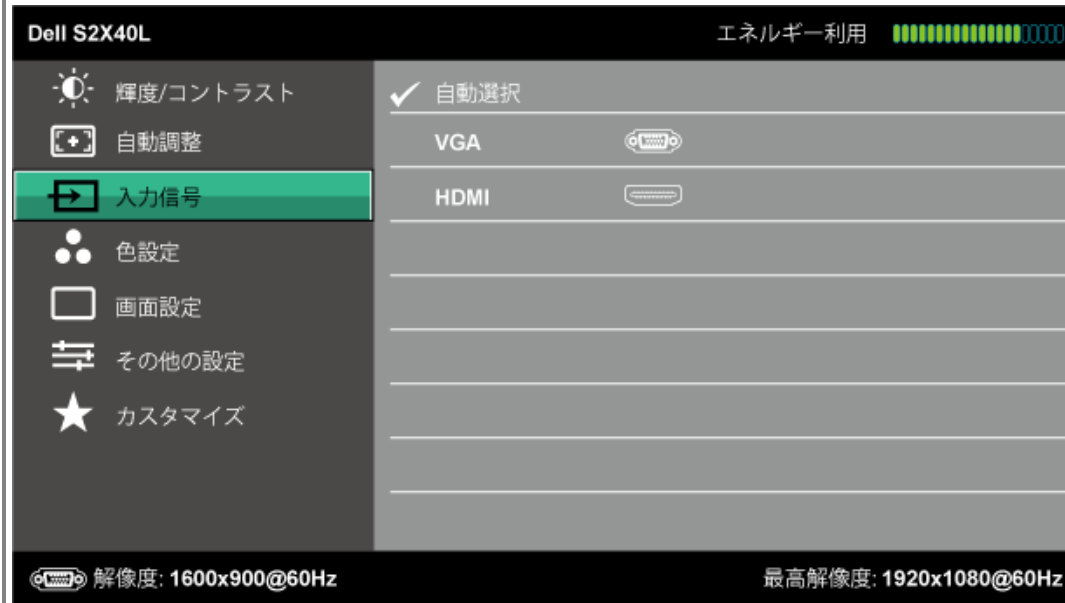 Dell S2X40L
エネルギー利用
輝度/コントラスト
自動調整
入力信号
色設定
画面設定
その他の設定
カスタマイズ
自動選択
VGA
HDMI
解像度: 1600x900@60Hz
最高解像度: 1920x1080@60Hz